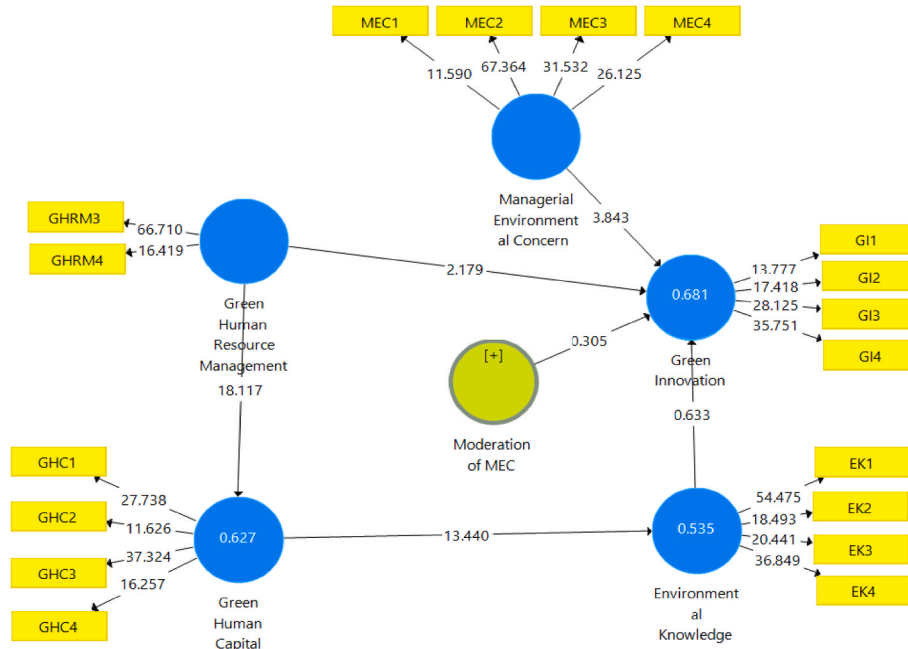 MEC1 MEC2 MEC3 MEC4
11.590 67.364 31.532 26.125
Managerial
Environment
al Concern
3.843
GHRM3
66.710
GHRM4
16.419
Green
Human
Resource
Management
2.179
18.117
GI1
13.777
GI2
17.418
GI3
28.125
GI4
35.751
0.681
Green
Innovation
0.305
[+]
Moderation
of MEC
0.633
GHC1
27.738
GHC2
11.626
GHC3
37.324
GHC4
16.257
0.627
Green
Human
Capital
13.440
EK1
54.475
EK2
18.493
EK3
20.441
EK4
36.849
0.535
Environment
al
Knowledge